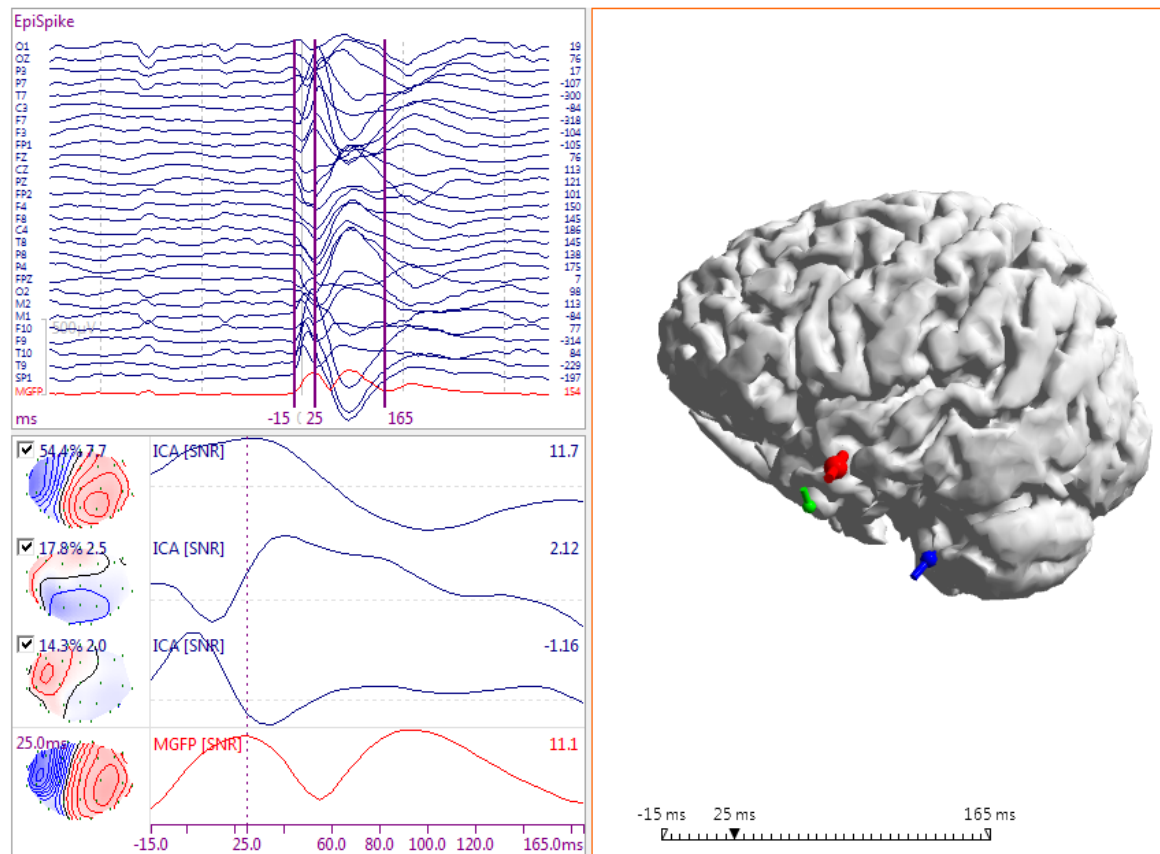 EpiSpike
O1 19
OZ 76
P3 17
P7 -107
T7 -300
C3 -84
F7 -318
F3 -104
FP1 -105
FZ 76
CZ 113
PZ 121
FP2 101
F4 150
F8 145
C4 186
T8 145
P8 138
P4 175
FPZ 7
O2 98
M2 113
M1 -84
F10 500µV 77
F9 -314
T10 84
T9 -229
SP1 -197
MGFP 154
ms -15 25 165
54.4% 7.7 ICA [SNR] 11.7
17.8% 2.5 ICA [SNR] 2.12
14.3% 2.0 ICA [SNR] -1.16
25.0ms MGFP [SNR] 11.1
-15.0 25.0 60.0 80.0 100.0 120.0 165.0ms
-15 ms 25 ms 165 ms